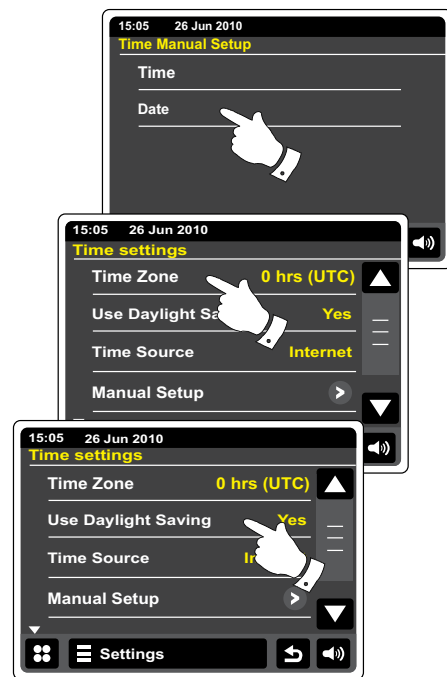 15:05 26 Jun 2010
Time Manual Setup
Time
Date
15:05 26 Jun 2010
Time settings
Time Zone 0 hrs (UTC)
Use Daylight Yes
Time Source Internet
Manual Setup >
15:05 26 Jun 2010
Time settings
Time Zone 0 hrs (UTC)
Use Daylight Saving Yes
Time Source
Manual Setup >
Settings